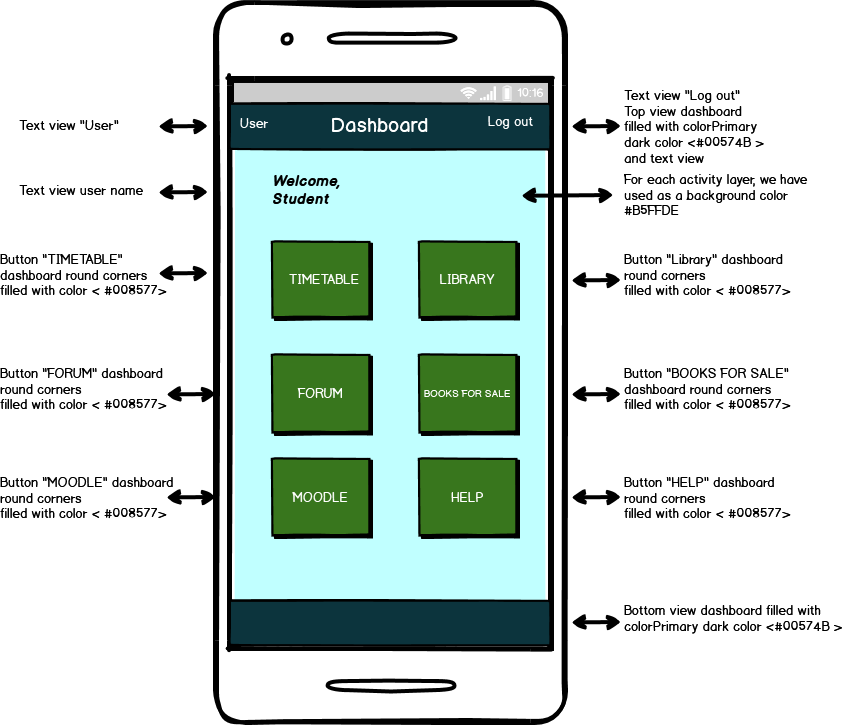 10:16
User
Dashboard
Log out
Welcome,
Student
TIMETABLE
LIBRARY
FORUM
BOOKS FOR SALE
MOODLE
HELP
Text view "User"
Text view user name
Button "TIMETABLE"
dashboard round corners
filled with color < #008577>
Button "FORUM" dashboard
round corners
filled with color < #008577>
Button "MOODLE" dashboard
round corners
filled with color < #008577>
Text view "Log out"
Top view dashboard
filled with colorPrimary
dark color <#00574B >
and text view
For each activity layer, we have
used as a background color
#B5FFDE
Button "Library" dashboard
round corners
filled with color < #008577>
Button "BOOKS FOR SALE"
dashboard round corners
filled with color < #008577>
Button "HELP" dashboard
round corners
filled with color < #008577>
Bottom view dashboard filled with
colorPrimary dark color <#00574B >